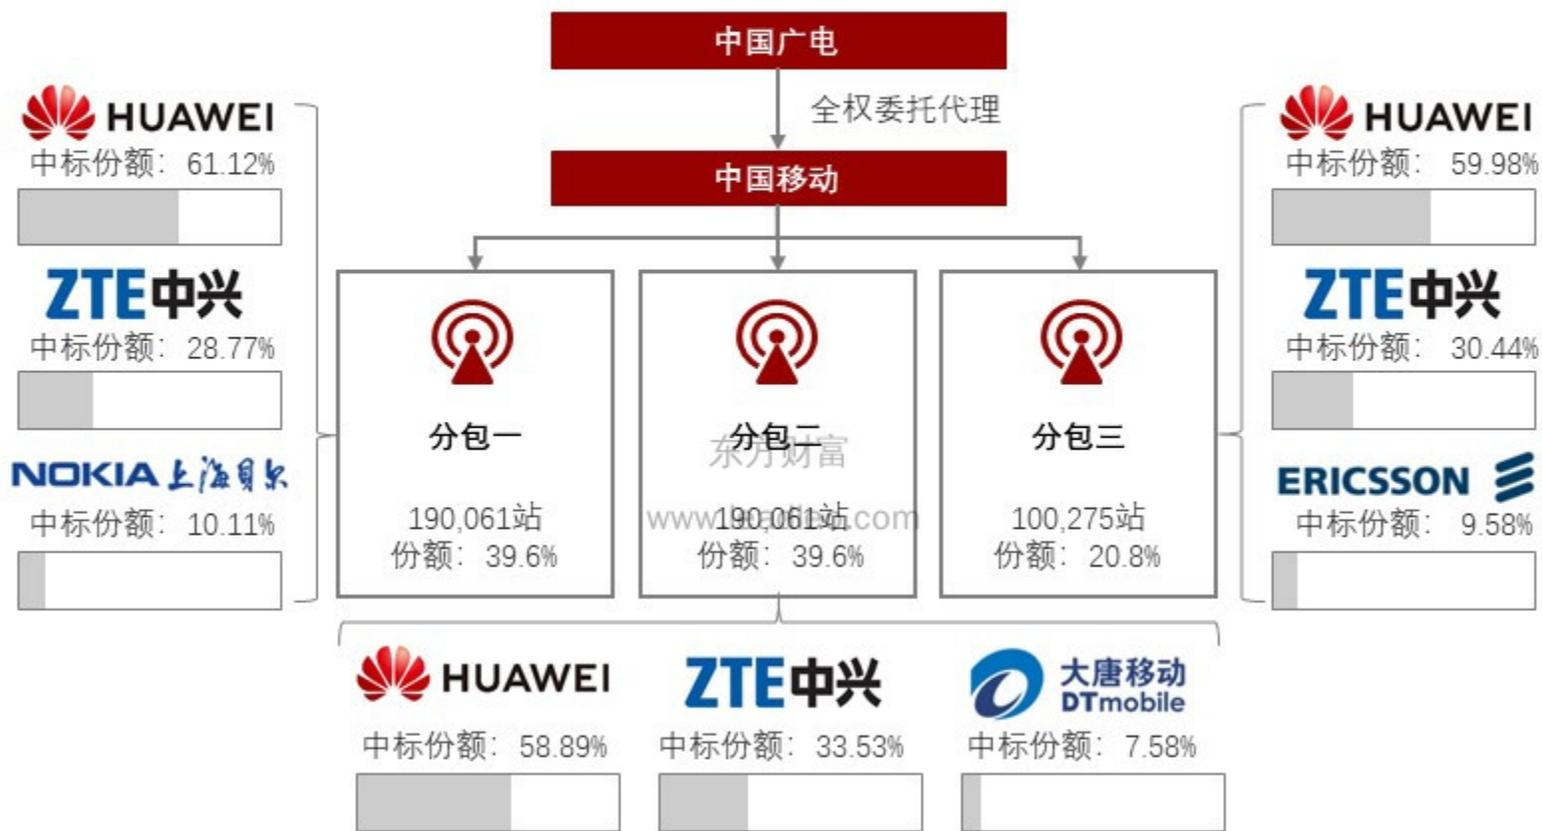 中国广电
全权委托代理
中国移动
HUAWEI
中标份额：61.12%
ZTE中兴
中标份额：28.77%
NOKIA 上海贝尔
中标份额：10.11%
分包一
190,061站
份额：39.6%
分包二
东方财富
190,061站
份额：39.6%
分包三
100,275站
份额：20.8%
HUAWEI
中标份额：59.98%
ZTE中兴
中标份额：30.44%
ERICSSON
中标份额：9.58%
HUAWEI
中标份额：58.89%
ZTE中兴
中标份额：33.53%
大唐移动
DTmobile
中标份额：7.58%